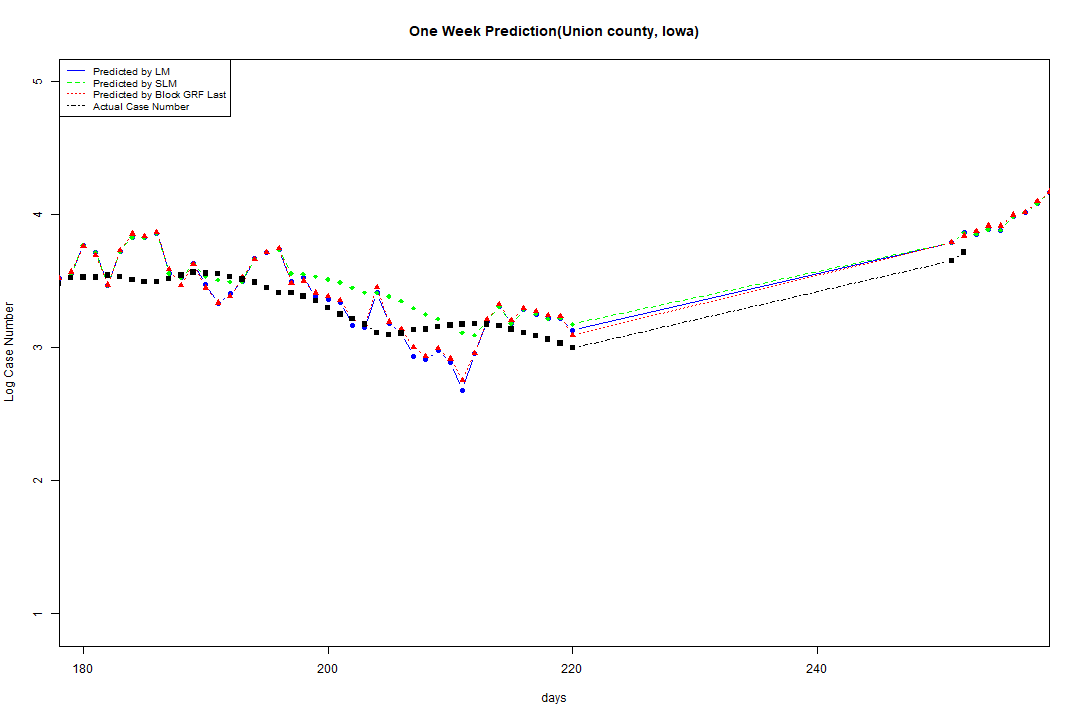 One Week Prediction(Union county, Iowa)
Predicted by LM
Predicted by SLM
Predicted by Block GRF Last
Actual Case Number
5
4
3
2
1
Log Case Number
180 200 220 240
days